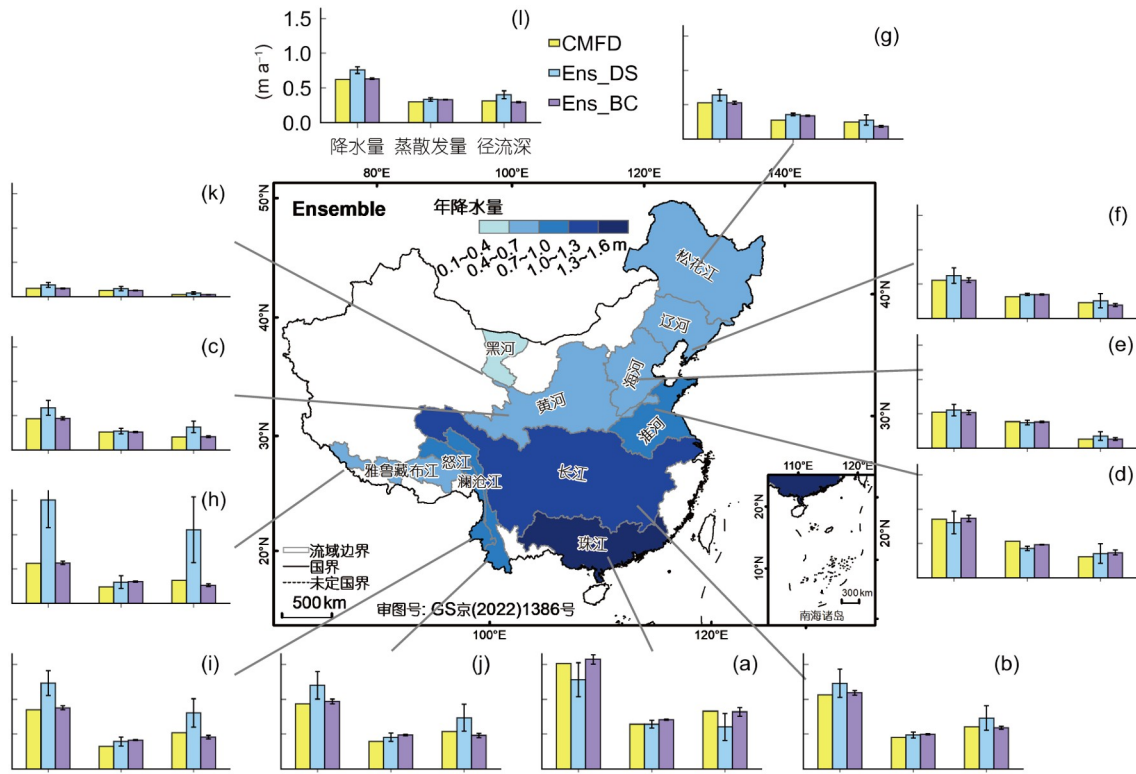 (l)
1.5
1.0
0.5
0.0
(m a⁻¹)
降水量 蒸散发量 径流深
CMFD
Ens_DS
Ens_BC
(g)
80°E 100°E 120°E 140°E
(k)
50°N
40°N
30°N
20°N
Ensemble
年降水量
0.1~0.4
0.4~0.7
0.7~1.0
1.0~1.3
1.3~1.6 m
松花江
辽河
海河
黑河
黄河
淮河
怒江
雅鲁藏布江
澜沧江
长江
珠江
40°N
30°N
(f)
(c)
(e)
(h)
(d)
流域边界
国界
未定国界
500 km
审图号: GS京(2022)1386号
110°E 120°E
20°N
10°N
300 km
南海诸岛
100°E 120°E
(i)
(j)
(a)
(b)